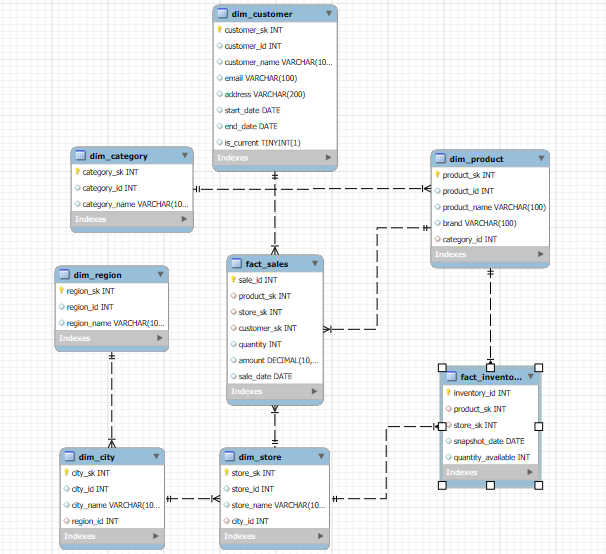 dim_customer
customer_sk INT
customer_id INT
customer_name VARCHAR(10...
email VARCHAR(100)
address VARCHAR(200)
start_date DATE
end_date DATE
is_current TINYINT(1)
Indexes
dim_category
category_sk INT
category_id INT
category_name VARCHAR(10...
Indexes
dim_product
product_sk INT
product_id INT
product_name VARCHAR(100)
brand VARCHAR(100)
category_id INT
Indexes
dim_region
region_sk INT
region_id INT
region_name VARCHAR(10...
Indexes
fact_sales
sale_id INT
product_sk INT
store_sk INT
customer_sk INT
quantity INT
amount DECIMAL(10,...
sale_date DATE
Indexes
fact_invento...
inventory_id INT
product_sk INT
store_sk INT
snapshot_date DATE
quantity_available INT
Indexes
dim_city
city_sk INT
city_id INT
city_name VARCHAR(10...
region_id INT
Indexes
dim_store
store_sk INT
store_id INT
store_name VARCHAR(10...
city_id INT
Indexes